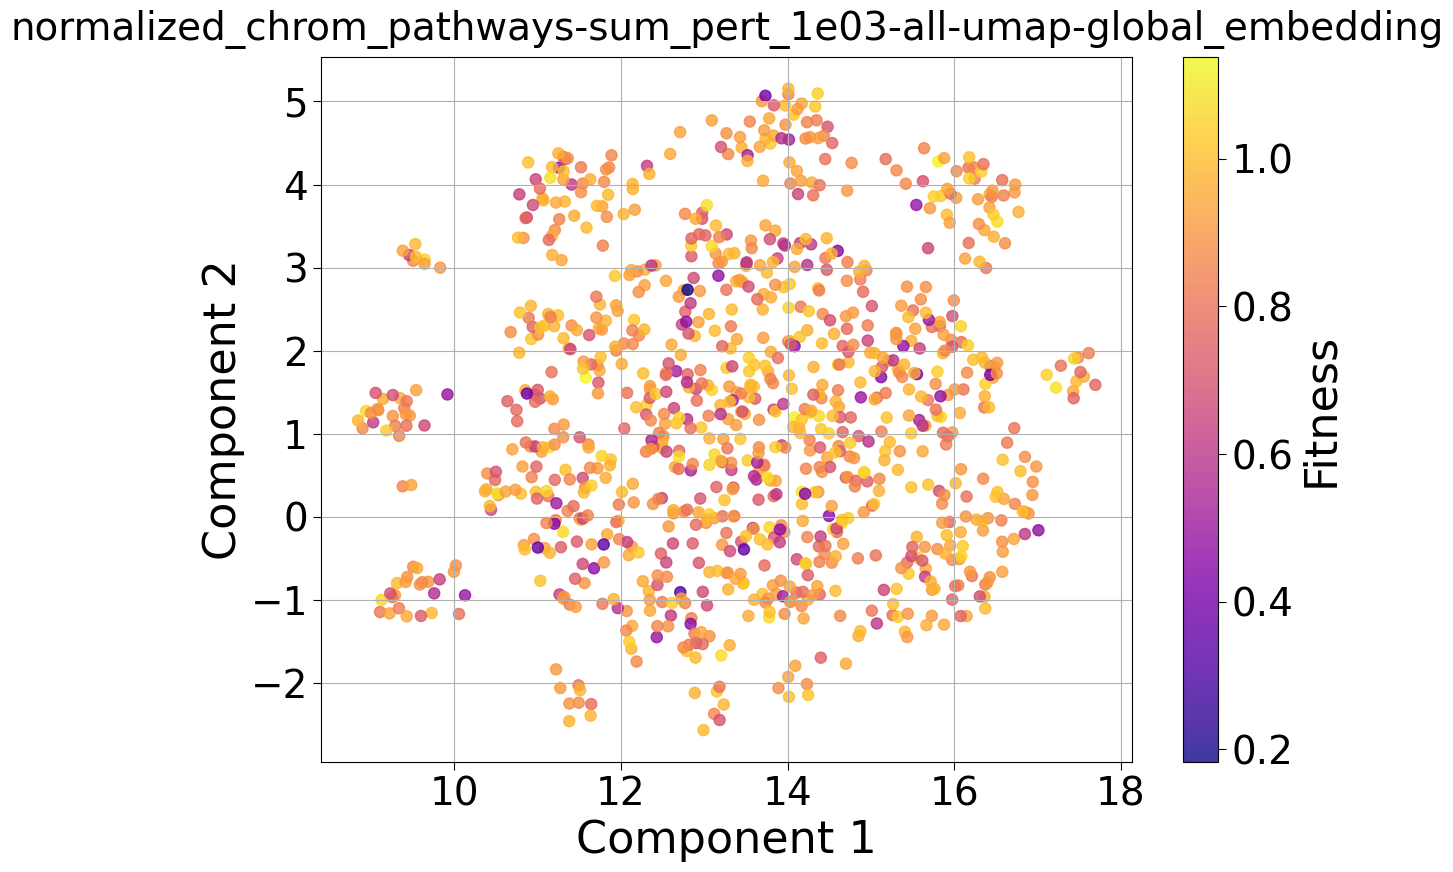 normalized_chrom_pathways-sum_pert_1e03-all-umap-global_embedding
5
4
3
2
1
0
−1
−2
Component 2
10 12 14 16 18
Component 1
1.0
0.8
0.6
0.4
0.2
Fitness